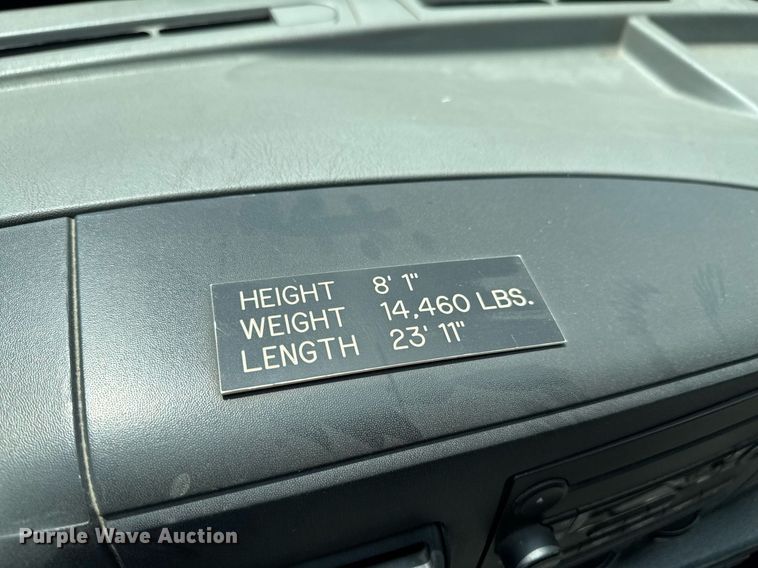 HEIGHT 8' 1"
WEIGHT 14,460 LBS.
LENGTH 23' 11"
Purple Wave Auction